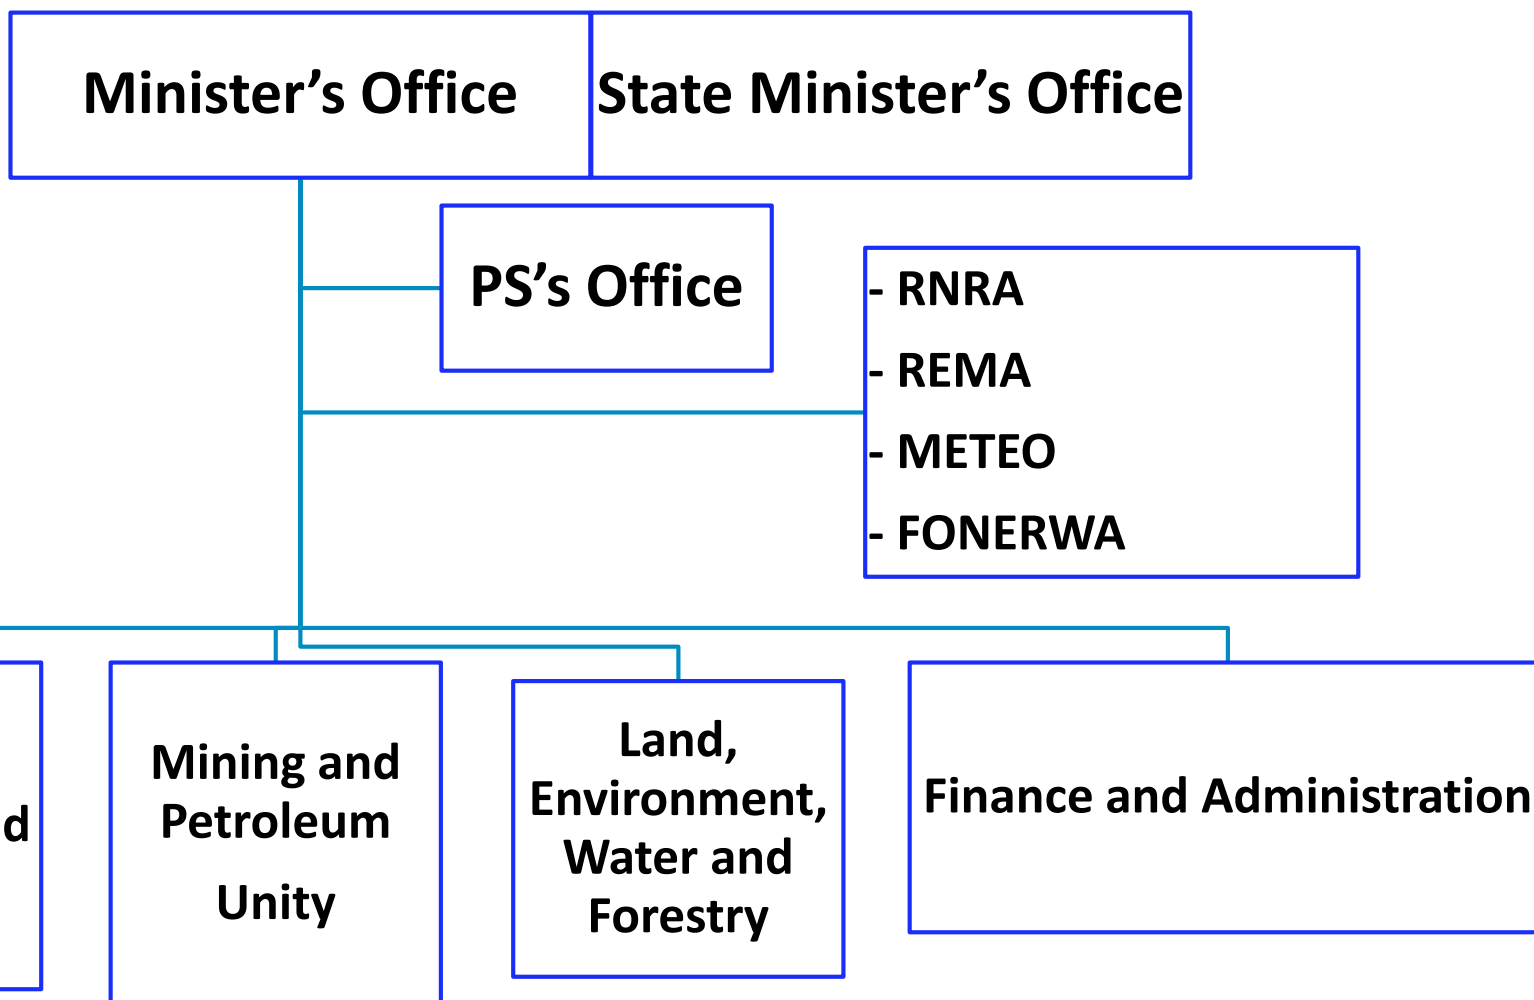 Minister’s Office
State Minister’s Office
PS’s Office
- RNRA
- REMA
- METEO
- FONERWA
d
Mining and
Petroleum
Unity
Land,
Environment,
Water and
Forestry
Finance and Administration